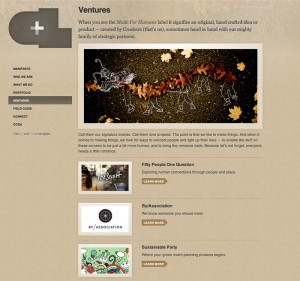 Ventures
When you see the Made For Humans label it signifies an original, hand crafted idea or
product – created by Coudzers (that's us), sometimes hand in hand with our mighty
family of strategic partners.
MANIFESTO
WHO WE ARE
WHAT WE DO
PORTFOLIO
VENTURES
FIELD GUIDE
CONNECT
GOBA
Call them our signature events. Call them love projects. The point is that we like to make things. And when it
comes to making things, we look for ways to connect people and light up their lives – to enable the stuff on
these screens to be just a bit more human, and to bring the romance back. Because let's not forget, everyone
needs a little romance.
Fifty People One Question
Exploring human connections through people and place.
LEARN MORE
BY/ASSOCIATION
By/Association
We know someone you should meet
LEARN MORE
Sustainable Party
Where your green event planning process begins.
LEARN MORE